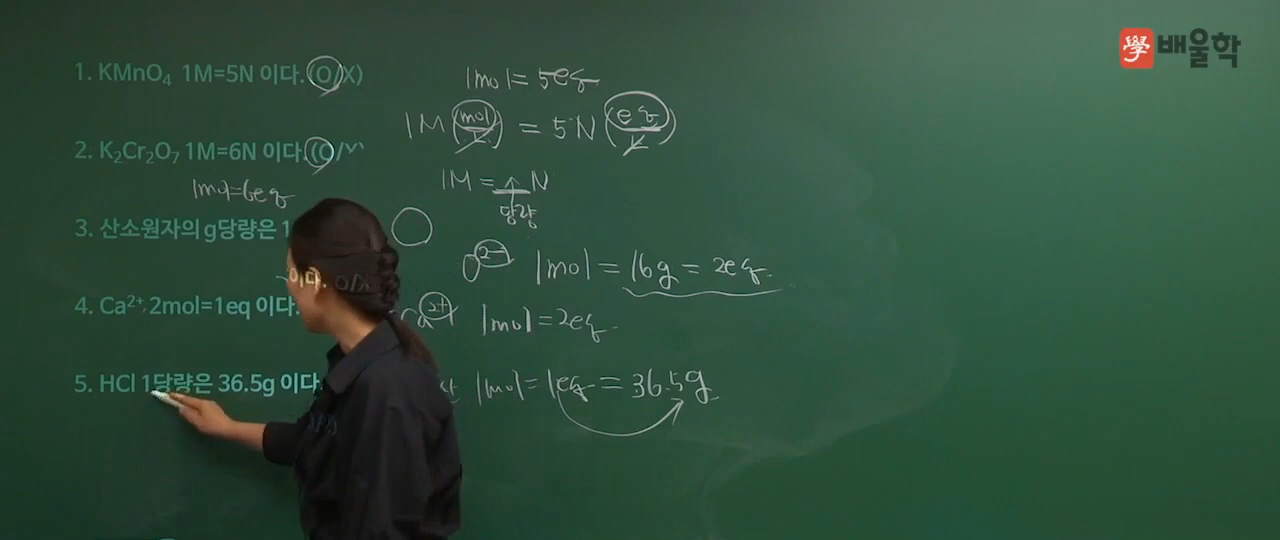 學 배울학
1. KMnO₄ 1M=5N 이다.(O/X)
1mol=5eq
1M (mol/L) = 5N (eq/L)
2. K₂Cr₂O₇ 1M=6N 이다.(O/X)
1mol=6eq
1M = N
당량
3. 산소원자의 g당량은 1
이다. O/X
O²⁻ 1mol = 16g = 2eq.
4. Ca²⁺ 2mol=1eq 이다.
Ca²⁺ 1mol = 2eq.
5. HCl 1당량은 36.5g 이다.
1mol = 1eq = 36.5g